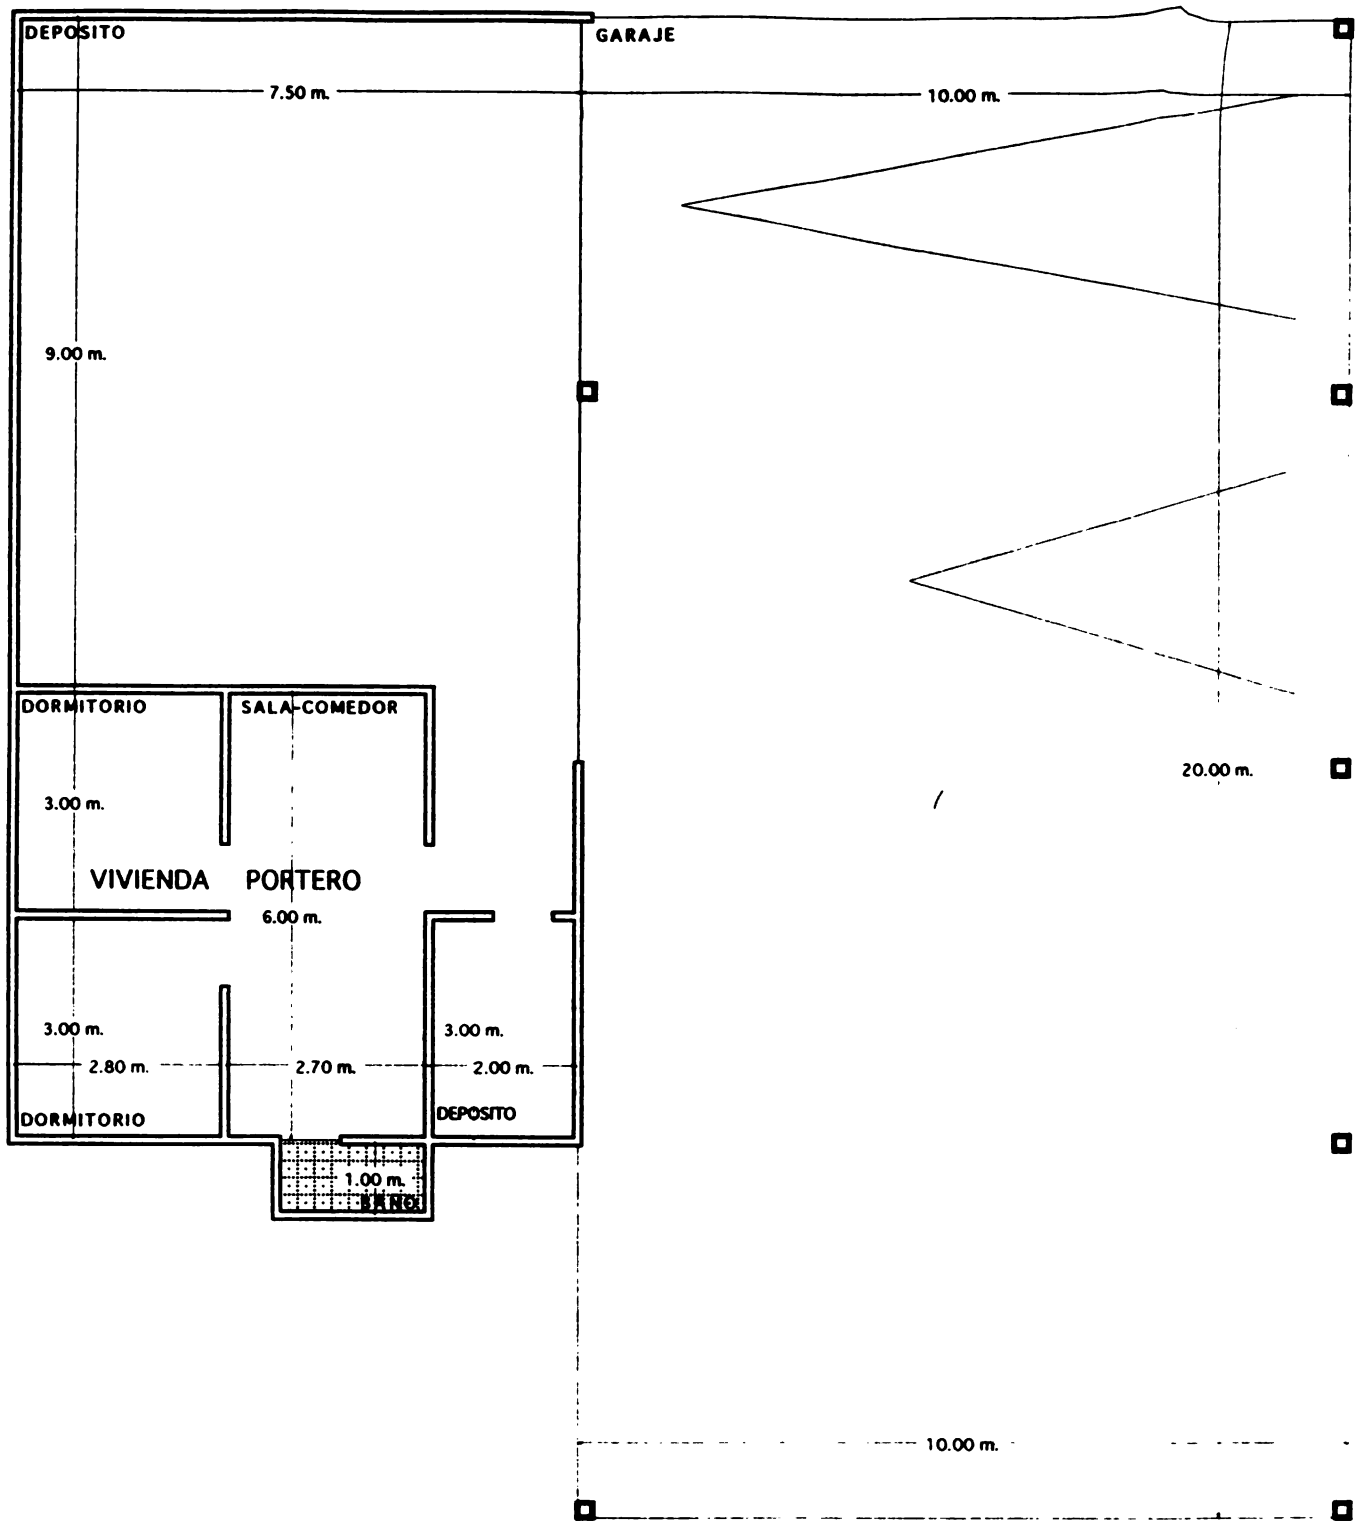 DEPOSITO
GARAJE
7.50 m.
10.00 m.
9.00 m.
DORMITORIO
SALA-COMEDOR
20.00 m.
3.00 m.
VIVIENDA PORTERO
6.00 m.
3.00 m.
3.00 m.
2.80 m.
2.70 m.
2.00 m.
DORMITORIO
DEPOSITO
1.00 m.
BANO
10.00 m.